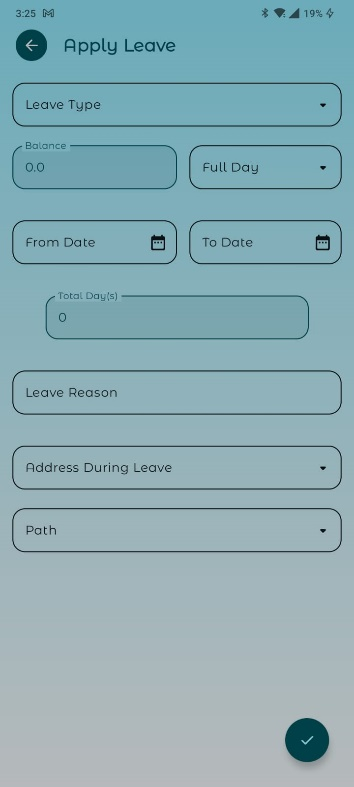 3:25 19%
Apply Leave
Leave Type
Balance
0.0 Full Day
From Date To Date
Total Day(s)
0
Leave Reason
Address During Leave
Path